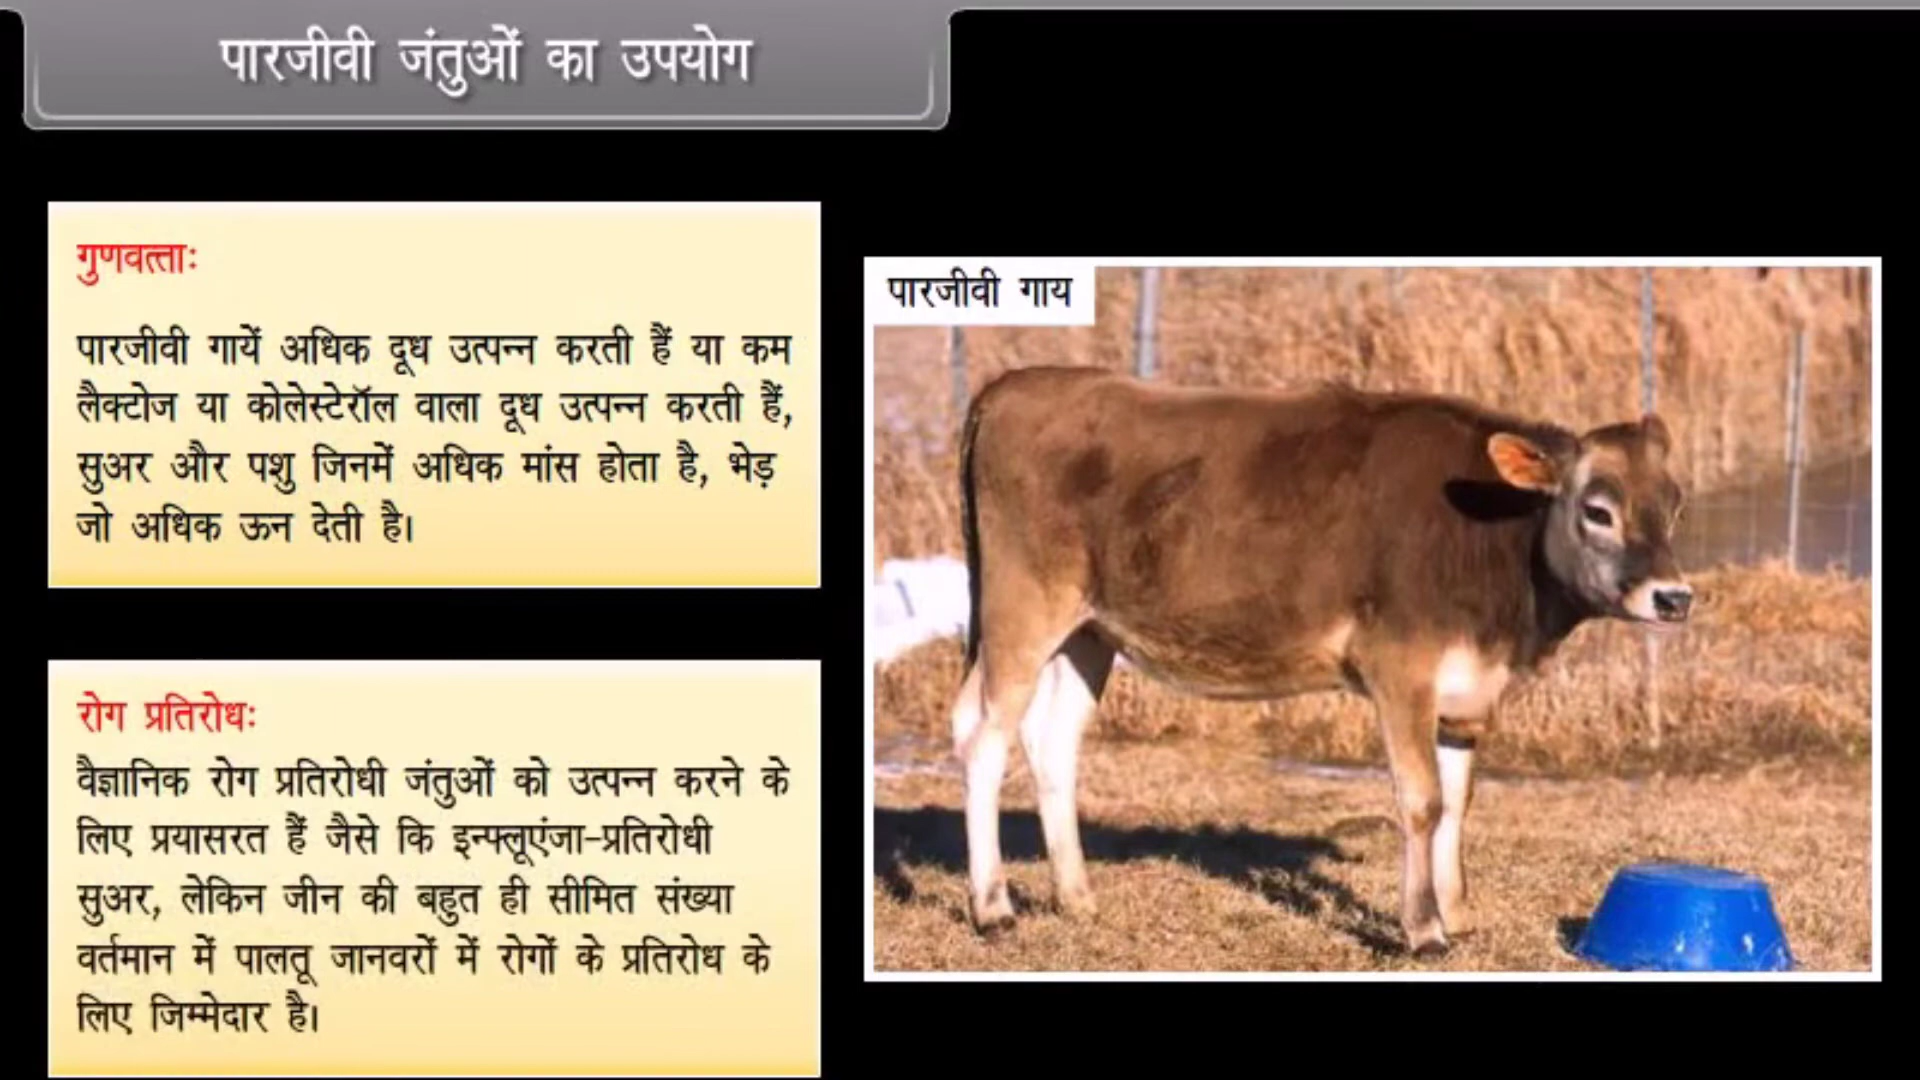 पारजीवी जंतुओं का उपयोग
गुणवत्ताः
पारजीवी गायें अधिक दूध उत्पन्न करती हैं या कम
लैक्टोज या कोलेस्टेरॉल वाला दूध उत्पन्न करती हैं,
सुअर और पशु जिनमें अधिक मांस होता है, भेड़
जो अधिक ऊन देती है।
पारजीवी गाय
रोग प्रतिरोधः
वैज्ञानिक रोग प्रतिरोधी जंतुओं को उत्पन्न करने के
लिए प्रयासरत हैं जैसे कि इन्फ्लूएंजा-प्रतिरोधी
सुअर, लेकिन जीन की बहुत ही सीमित संख्या
वर्तमान में पालतू जानवरों में रोगों के प्रतिरोध के
लिए जिम्मेदार है।